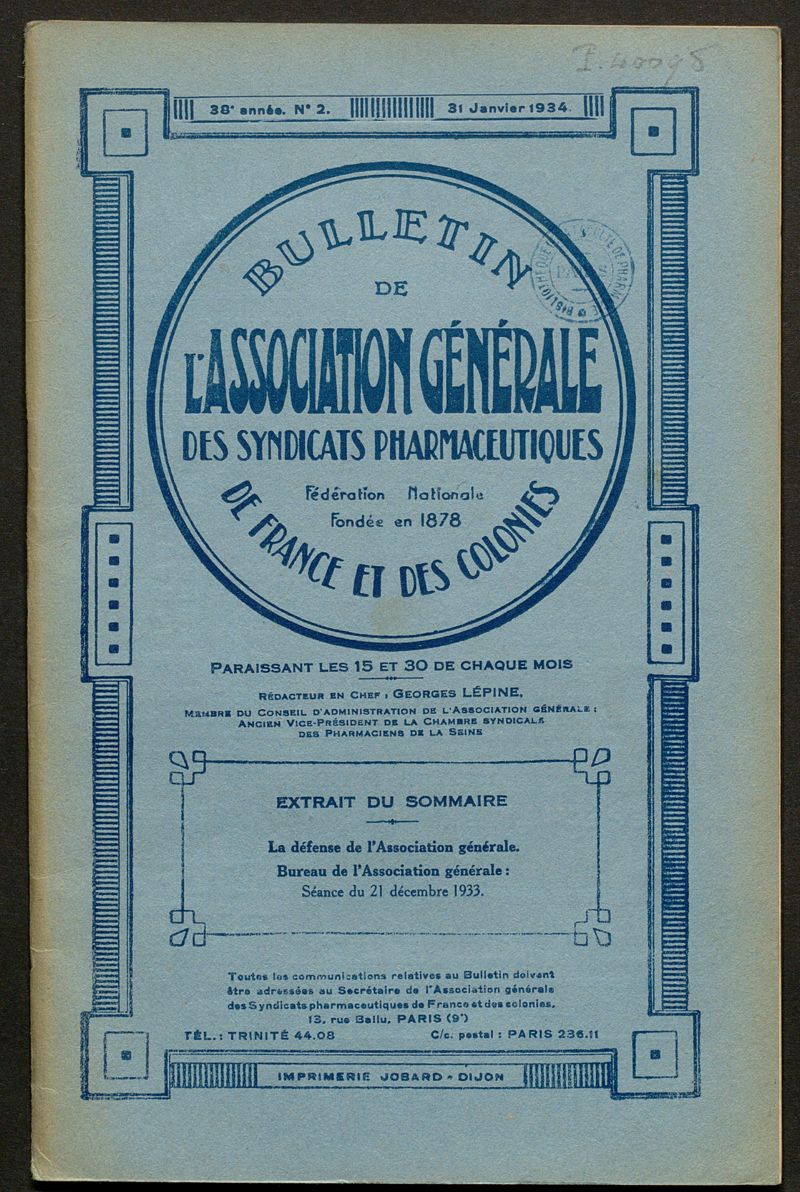 P. 40098
38e année. N° 2. 31 Janvier 1934.
BULLETIN
DE
L'ASSOCIATION GÉNÉRALE
DES SYNDICATS PHARMACEUTIQUES
Fédération Nationale
Fondée en 1878
DE FRANCE ET DES COLONIES
BIBLIOTHÈQUE DE PHARM
PARIS
PARAISSANT LES 15 ET 30 DE CHAQUE MOIS
RÉDACTEUR EN CHEF : GEORGES LÉPINE,
MEMBRE DU CONSEIL D'ADMINISTRATION DE L'ASSOCIATION GÉNÉRALE ;
ANCIEN VICE-PRÉSIDENT DE LA CHAMBRE SYNDICALE
DES PHARMACIENS DE LA SEINE
EXTRAIT DU SOMMAIRE
La défense de l'Association générale.
Bureau de l'Association générale :
Séance du 21 décembre 1933.
Toutes les communications relatives au Bulletin doivent
être adressées au Secrétaire de l'Association générale
des Syndicats pharmaceutiques de France et des colonies,
13, rue Ballu, PARIS (9e)
TÉL. : TRINITÉ 44.08 C/c. postal : PARIS 236.11
IMPRIMERIE JOBARD - DIJON